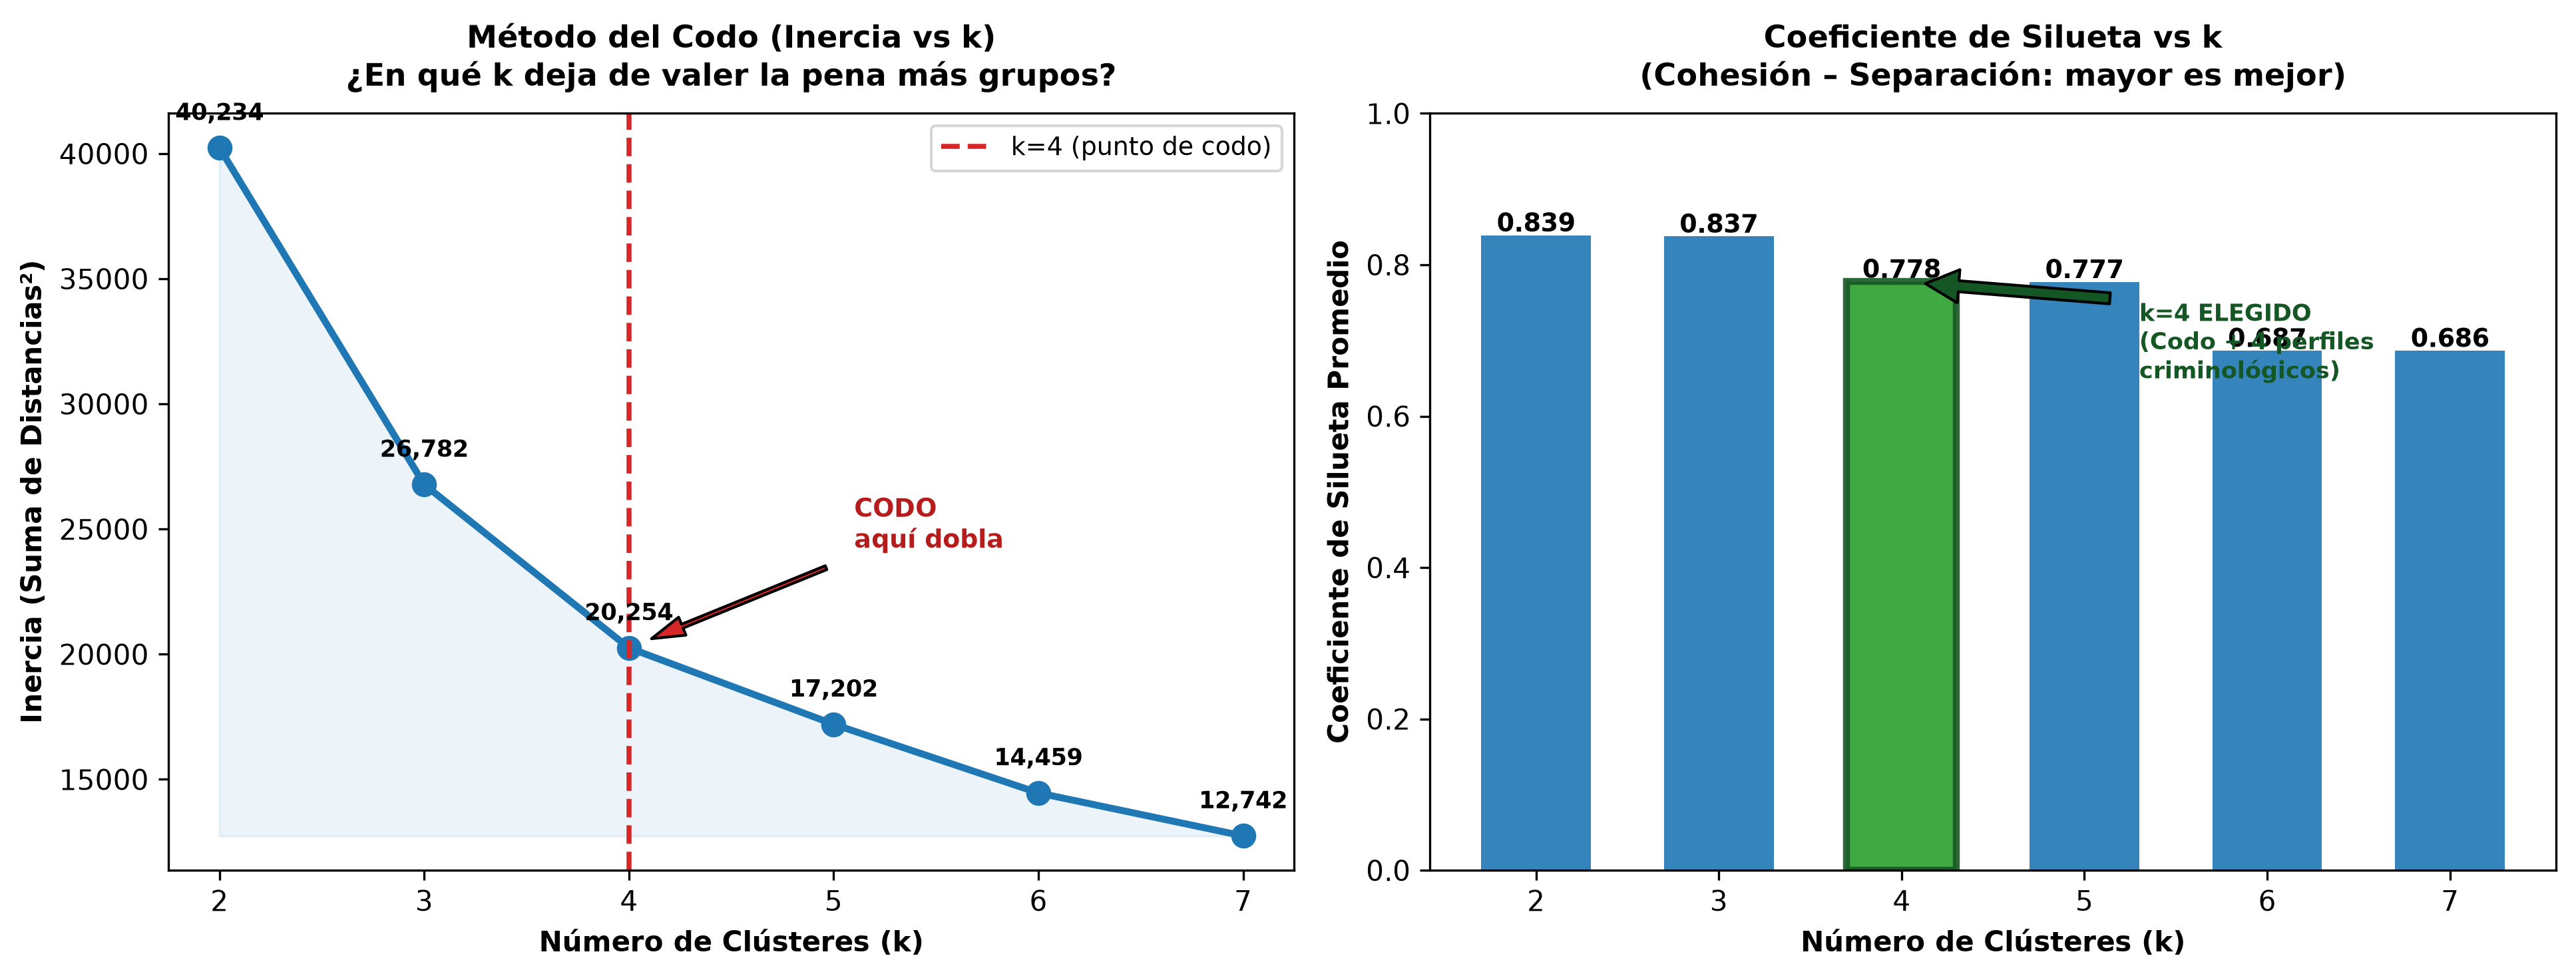 Método del Codo (Inercia vs k)
¿En qué k deja de valer la pena más grupos?
40,234
40000
35000
30000
25000
20000
15000
Inercia (Suma de Distancias²)
k=4 (punto de codo)
26,782
CODO
aquí dobla
20,254
17,202
14,459
12,742
2 3 4 5 6 7
Número de Clústeres (k)
Coeficiente de Silueta vs k
(Cohesión – Separación: mayor es mejor)
1.0
0.8
0.6
0.4
0.2
0.0
Coeficiente de Silueta Promedio
0.839
0.837
0.778
0.777
0.687
0.686
k=4 ELEGIDO
(Codo + 4 perfiles
criminológicos)
2 3 4 5 6 7
Número de Clústeres (k)